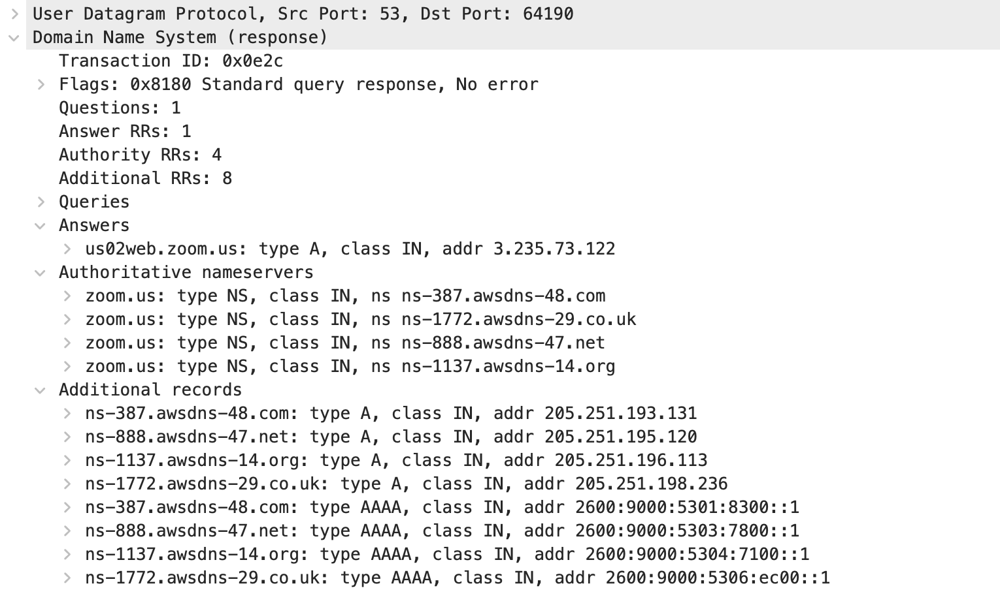 User Datagram Protocol, Src Port: 53, Dst Port: 64190
Domain Name System (response)
Transaction ID: 0x0e2c
Flags: 0x8180 Standard query response, No error
Questions: 1
Answer RRs: 1
Authority RRs: 4
Additional RRs: 8
Queries
Answers
us02web.zoom.us: type A, class IN, addr 3.235.73.122
Authoritative nameservers
zoom.us: type NS, class IN, ns ns-387.awsdns-48.com
zoom.us: type NS, class IN, ns ns-1772.awsdns-29.co.uk
zoom.us: type NS, class IN, ns ns-888.awsdns-47.net
zoom.us: type NS, class IN, ns ns-1137.awsdns-14.org
Additional records
ns-387.awsdns-48.com: type A, class IN, addr 205.251.193.131
ns-888.awsdns-47.net: type A, class IN, addr 205.251.195.120
ns-1137.awsdns-14.org: type A, class IN, addr 205.251.196.113
ns-1772.awsdns-29.co.uk: type A, class IN, addr 205.251.198.236
ns-387.awsdns-48.com: type AAAA, class IN, addr 2600:9000:5301:8300::1
ns-888.awsdns-47.net: type AAAA, class IN, addr 2600:9000:5303:7800::1
ns-1137.awsdns-14.org: type AAAA, class IN, addr 2600:9000:5304:7100::1
ns-1772.awsdns-29.co.uk: type AAAA, class IN, addr 2600:9000:5306:ec00::1